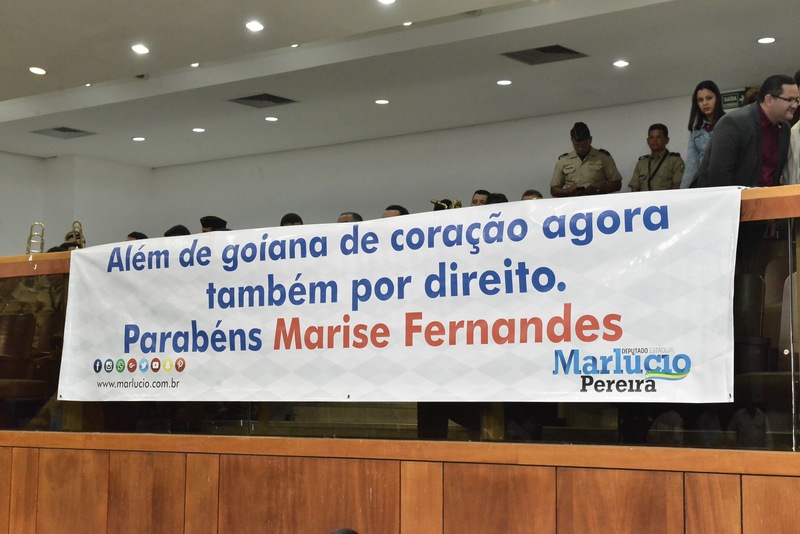 Além de goiana de coração agora
também por direito.
Parabéns Marise Fernandes
www.marlucio.com.br
DEPUTADO ESTADUAL
Marlúcio
Pereira